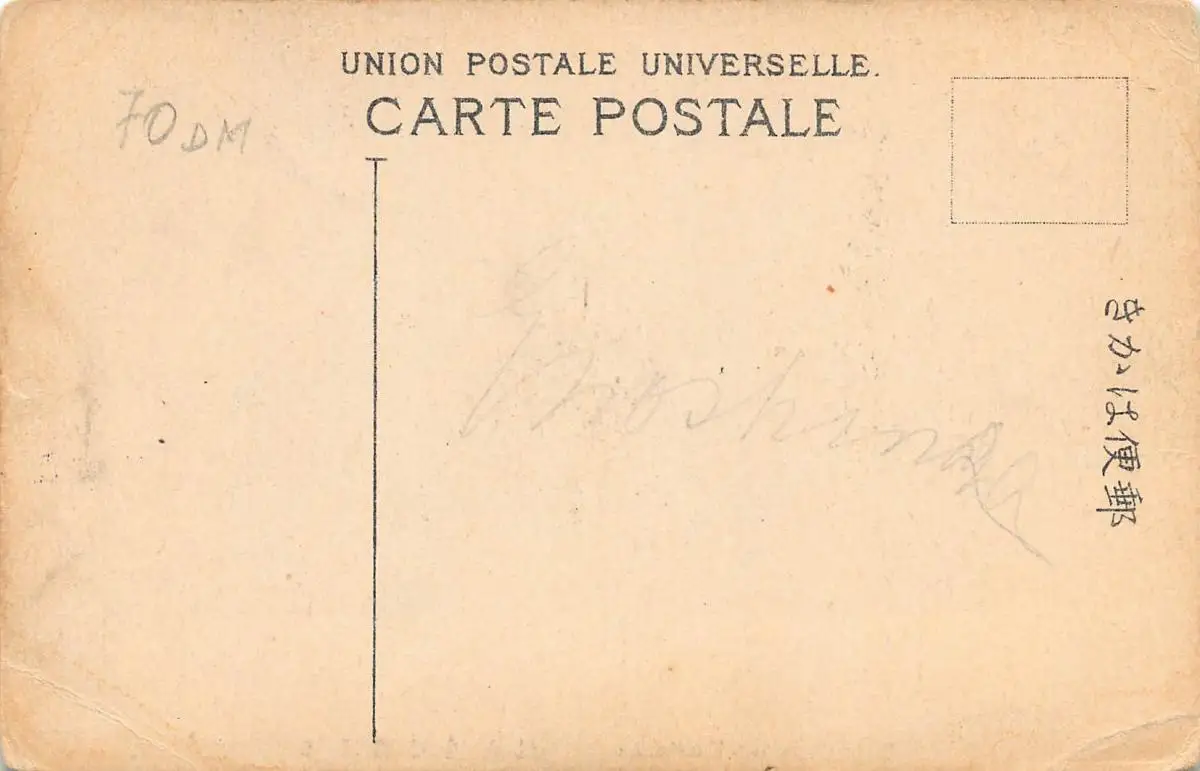 UNION POSTALE UNIVERSELLE.
CARTE POSTALE
70 DM
きかは便郵